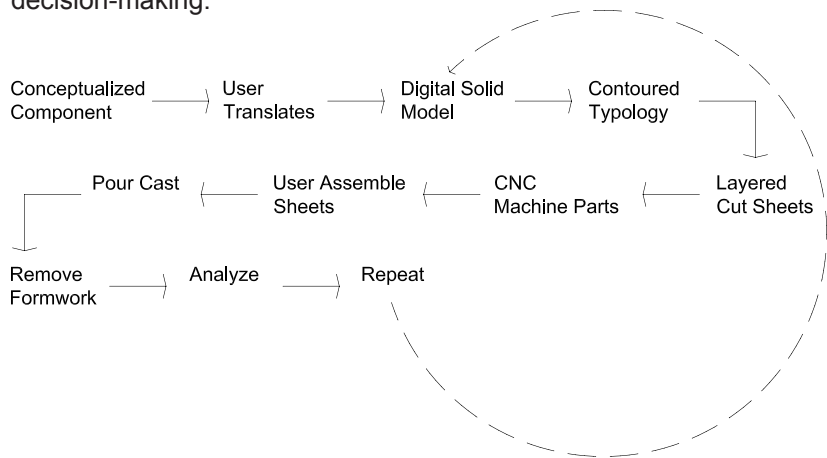 decision-making.
Conceptualized
Component
User
Translates
Digital Solid
Model
Contoured
Typology
Layered
Cut Sheets
CNC
Machine Parts
User Assemble
Sheets
Pour Cast
Remove
Formwork
Analyze
Repeat